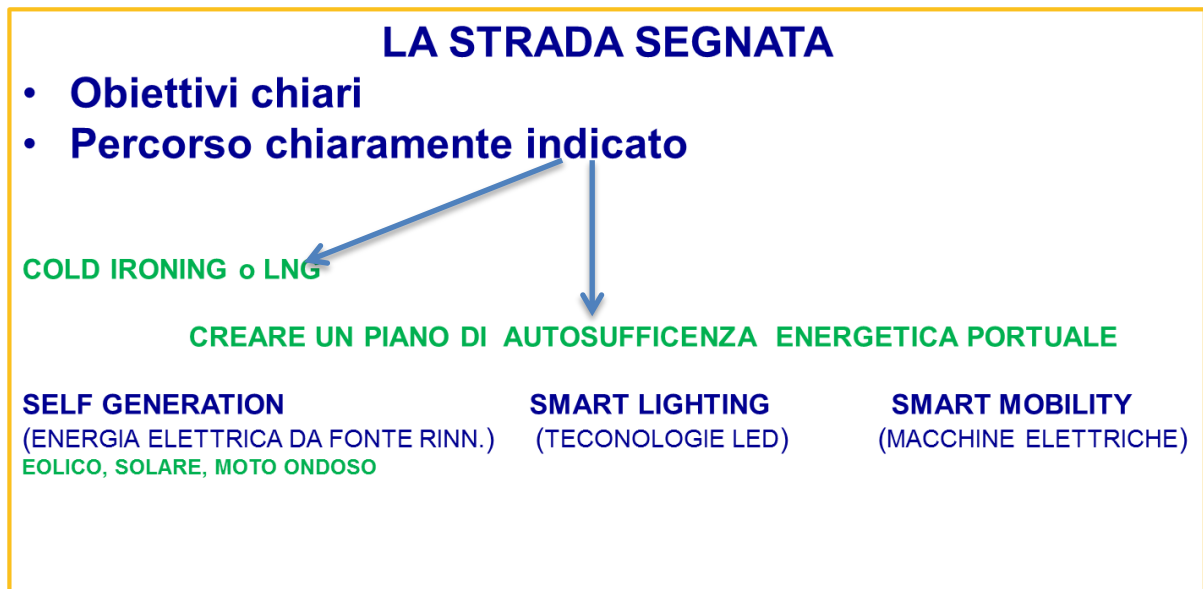 LA STRADA SEGNATA
• Obiettivi chiari
• Percorso chiaramente indicato
COLD IRONING o LNG
CREARE UN PIANO DI AUTOSUFFICENZA ENERGETICA PORTUALE
SELF GENERATION SMART LIGHTING SMART MOBILITY
(ENERGIA ELETTRICA DA FONTE RINN.) (TECONOLOGIE LED) (MACCHINE ELETTRICHE)
EOLICO, SOLARE, MOTO ONDOSO